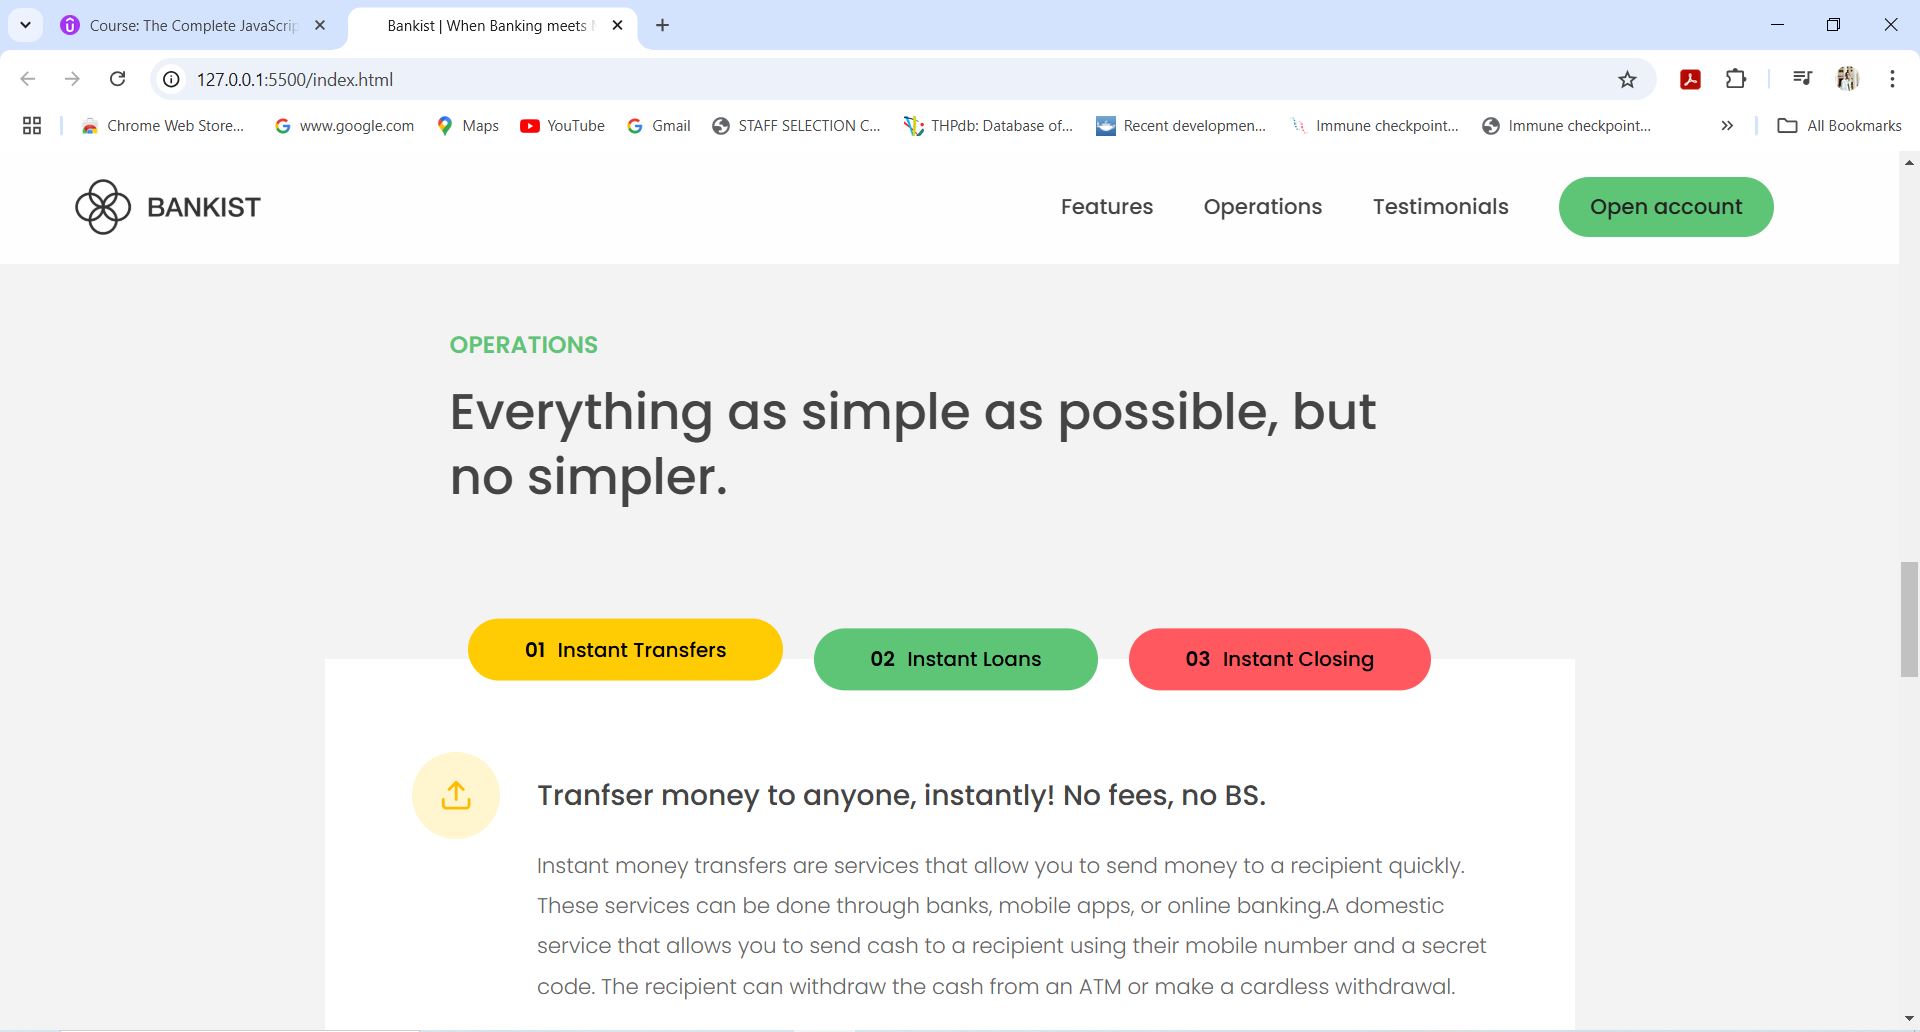 Course: The Complete JavaScrip
Bankist | When Banking meets M
127.0.0.1:5500/index.html
Chrome Web Store...
www.google.com
Maps
YouTube
Gmail
STAFF SELECTION C...
THPdb: Database of...
Recent developmen...
Immune checkpoint...
Immune checkpoint...
All Bookmarks
BANKIST
Features
Operations
Testimonials
Open account
OPERATIONS
Everything as simple as possible, but
no simpler.
01 Instant Transfers
02 Instant Loans
03 Instant Closing
Tranfser money to anyone, instantly! No fees, no BS.
Instant money transfers are services that allow you to send money to a recipient quickly.
These services can be done through banks, mobile apps, or online banking.A domestic
service that allows you to send cash to a recipient using their mobile number and a secret
code. The recipient can withdraw the cash from an ATM or make a cardless withdrawal.